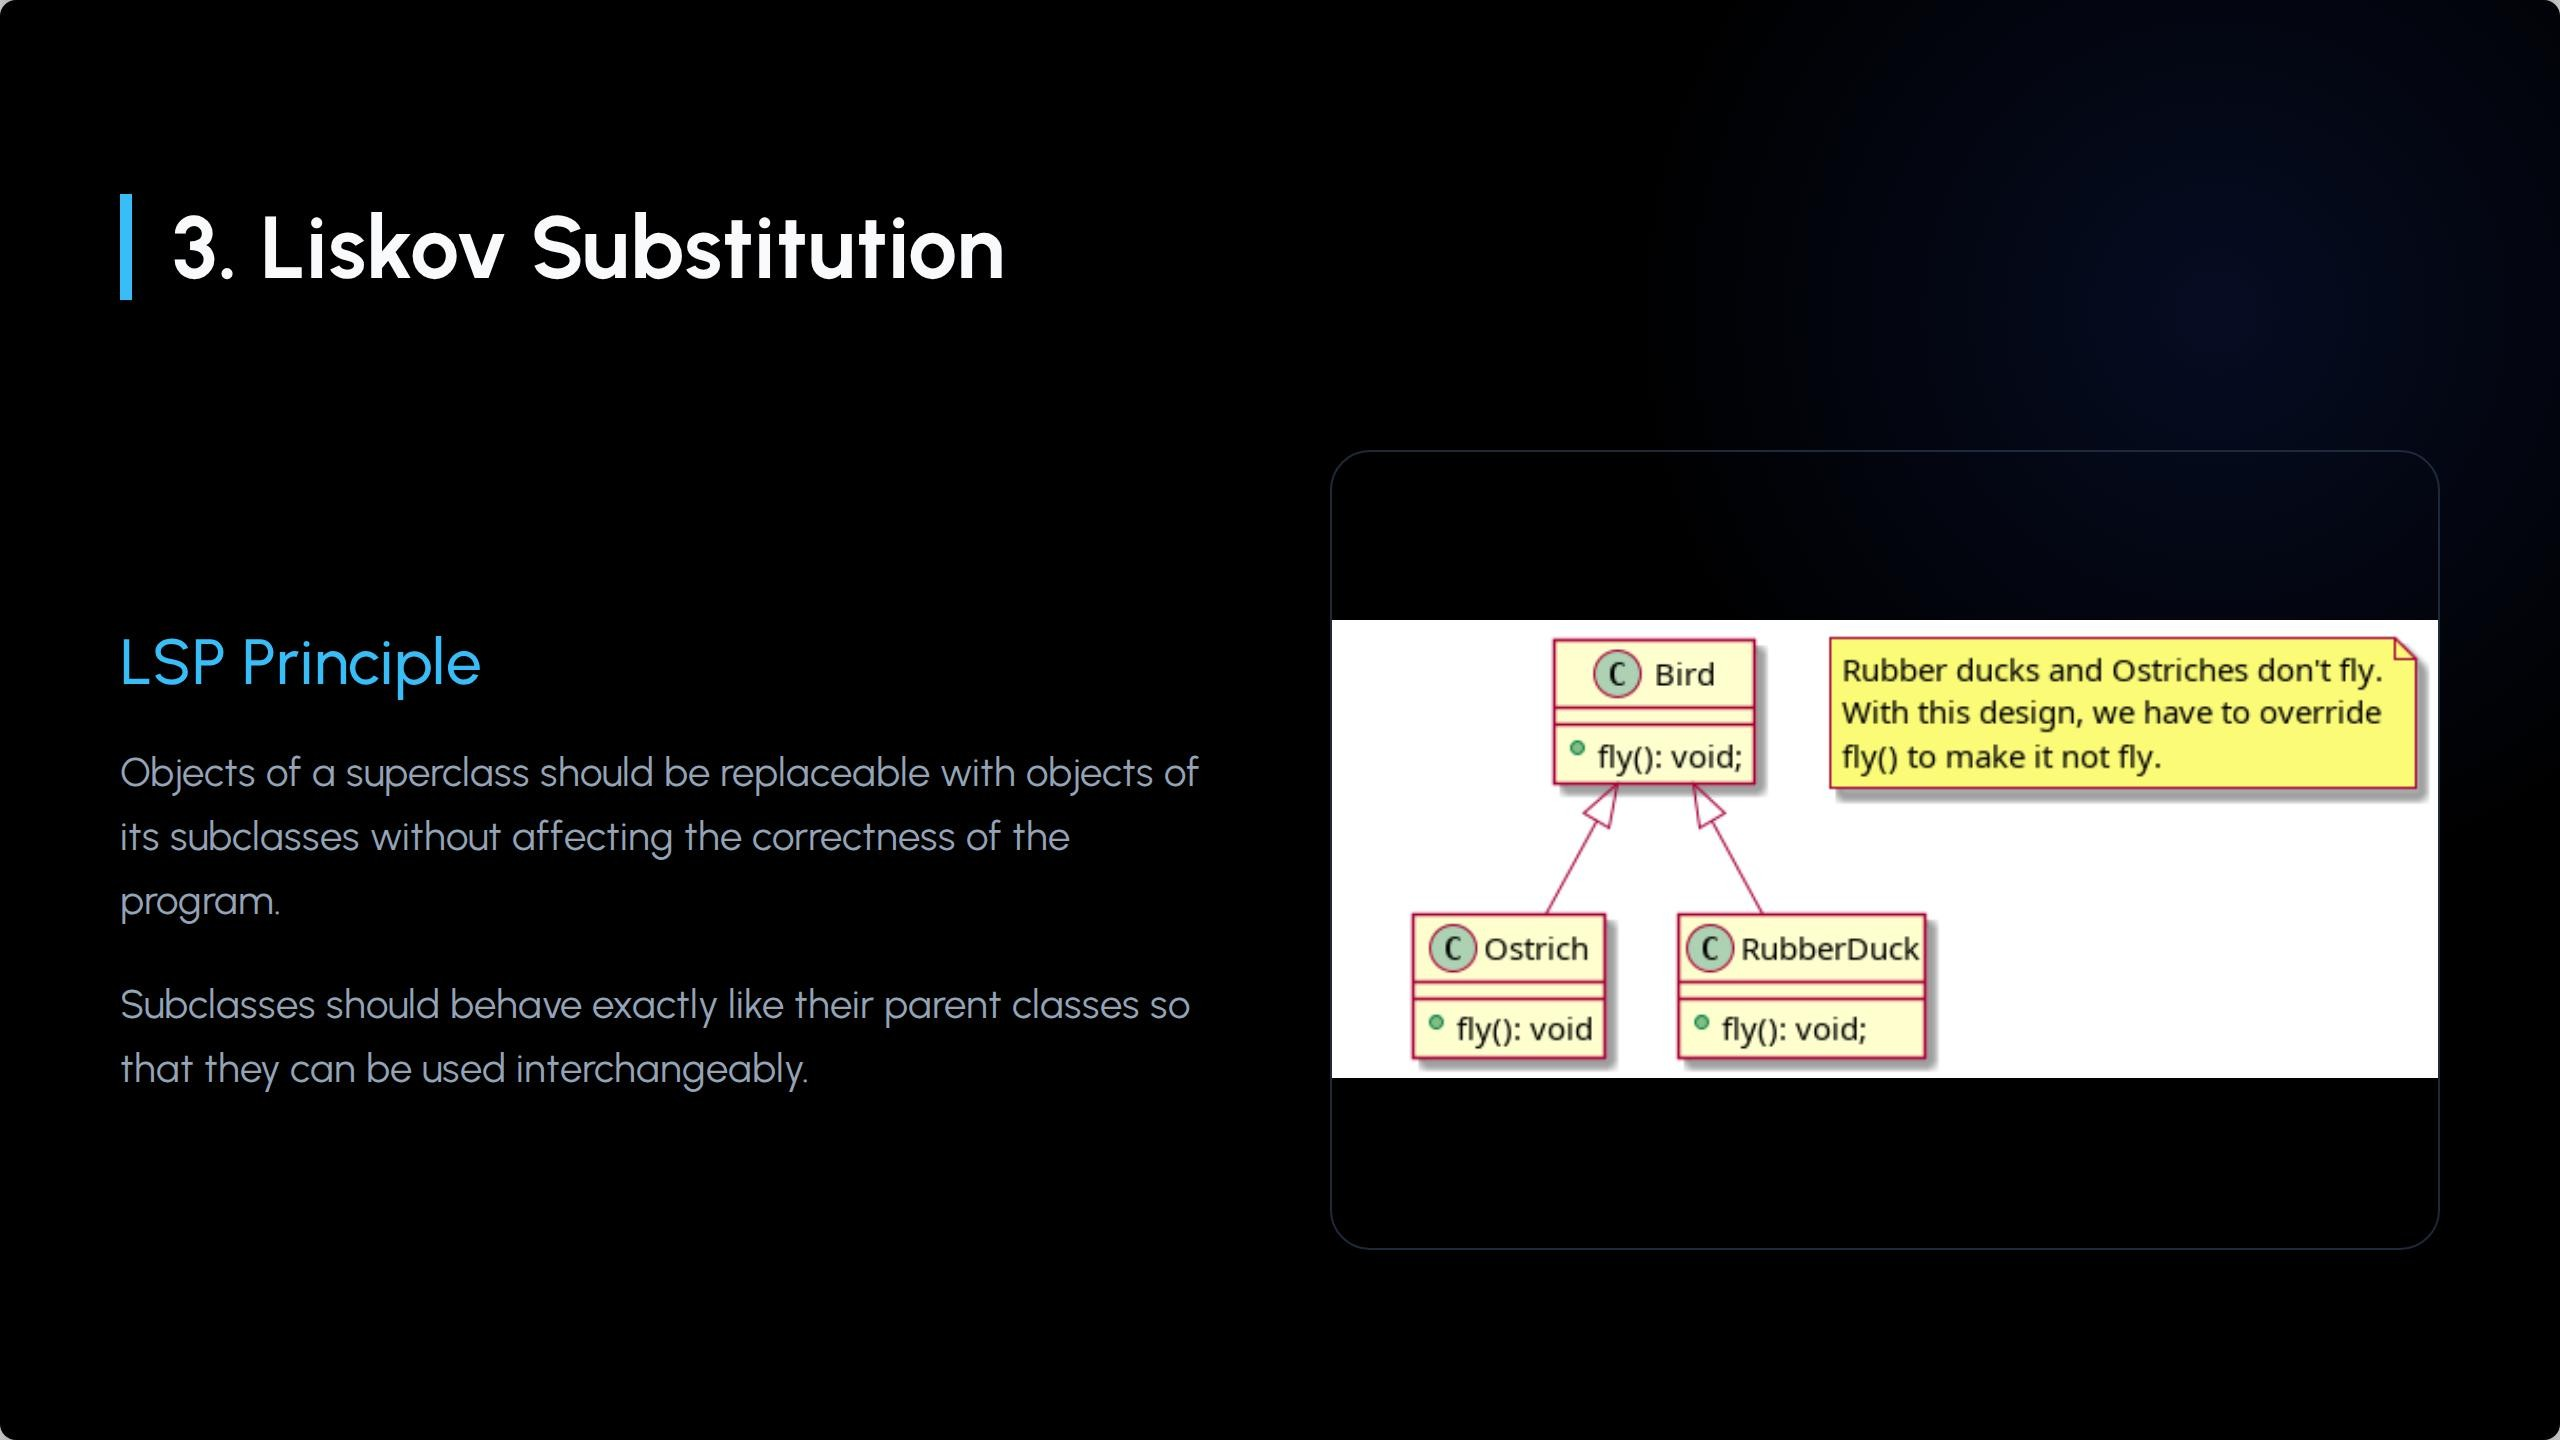 3. Liskov Substitution
LSP Principle
Objects of a superclass should be replaceable with objects of
its subclasses without affecting the correctness of the
program.
Subclasses should behave exactly like their parent classes so
that they can be used interchangeably.
C Bird
fly(): void;
Rubber ducks and Ostriches don't fly.
With this design, we have to override
fly() to make it not fly.
C Ostrich
fly(): void
C RubberDuck
fly(): void;